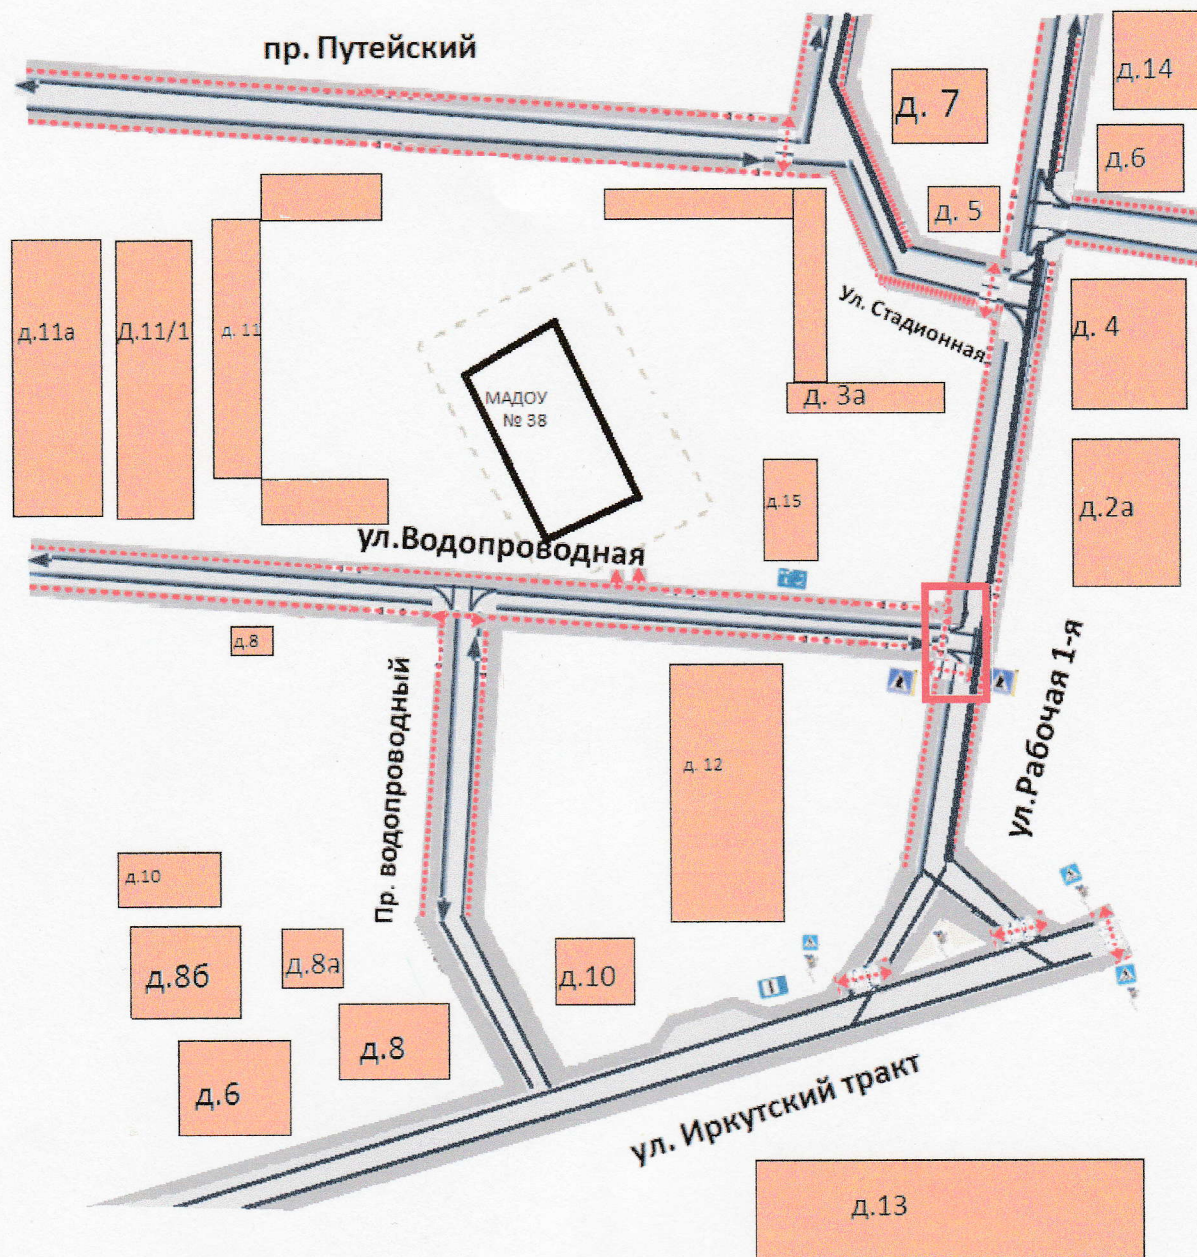 пр. Путейский
д.14
д. 7
д.6
д. 5
ул. Стадионная
д.11а
Д.11/1
д. 11
д. 4
МАДОУ
№ 38
д. 3а
д.15
д.2а
ул.Водопроводная
д.8
Пр. водопроводный
ул.Рабочая 1-я
д. 12
д.10
д.8б
д.8а
д.10
д.8
д.6
ул. Иркутский тракт
д.13